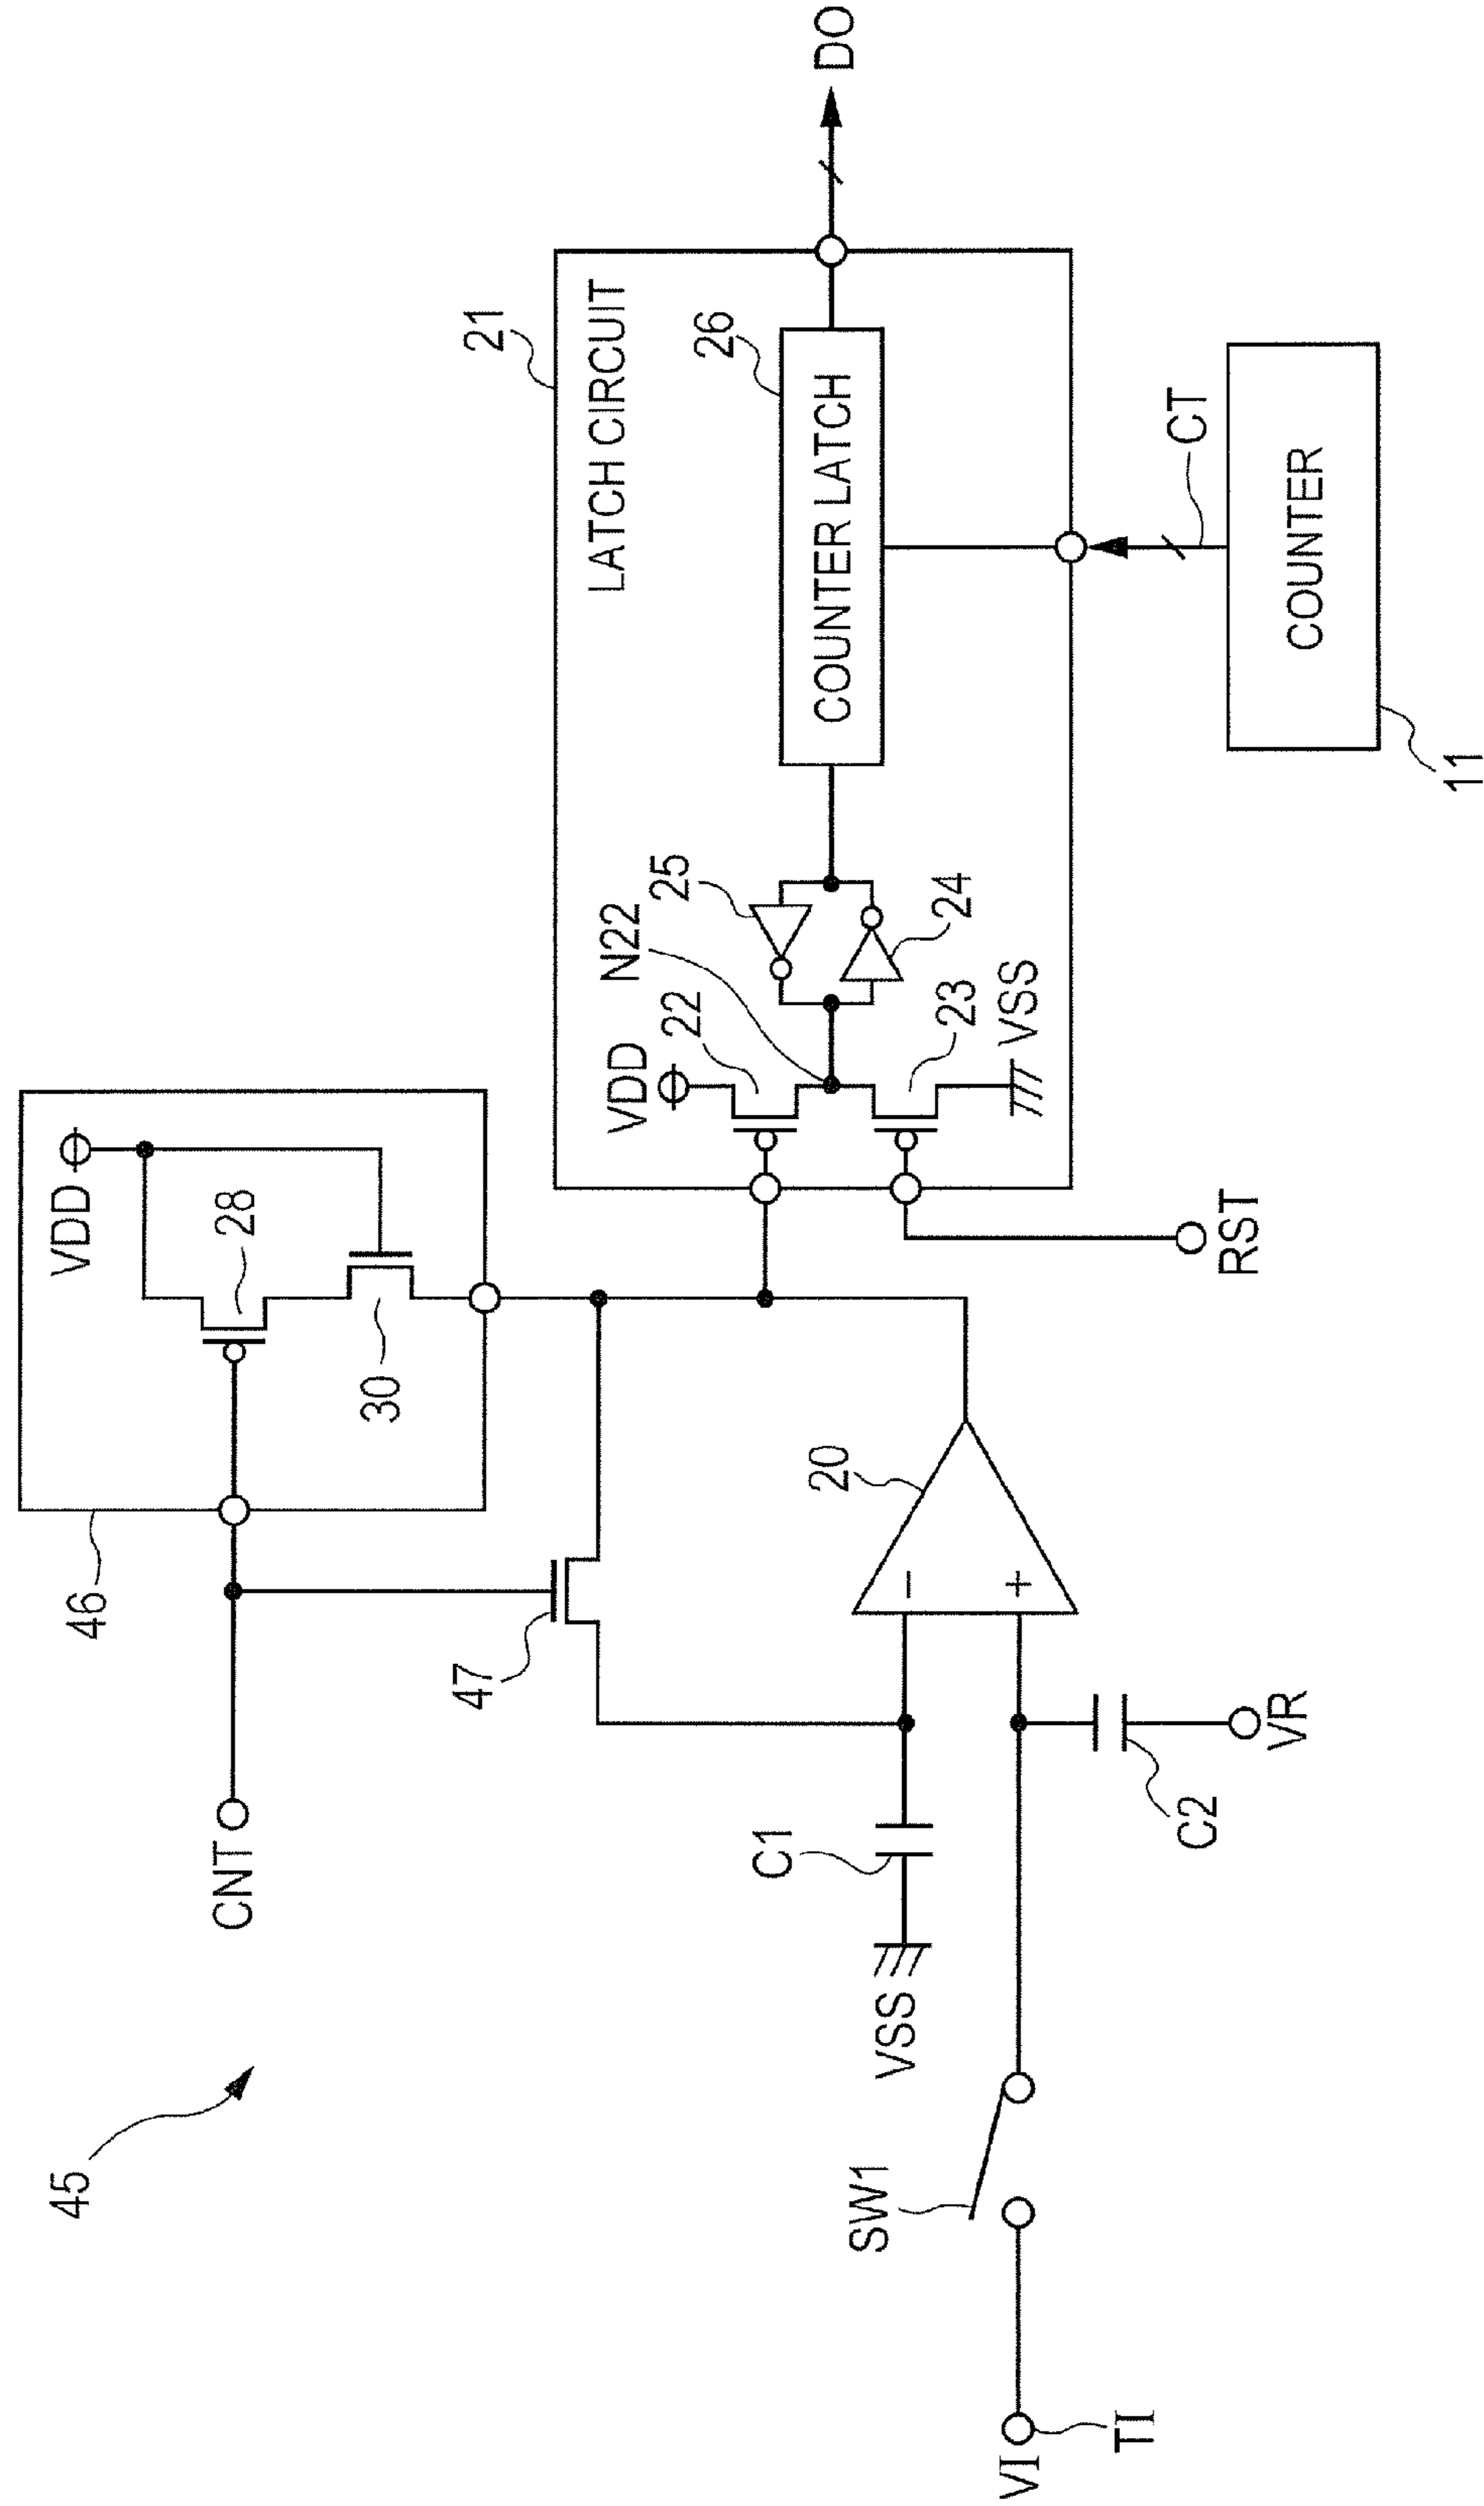 45
CNT
46
VDD
28
30
47
VI
TI
SW1
VSS
C1
C2
VR
−
+
20
RST
21
LATCH CIRCUIT
VDD
22
N22
25
24
23
VSS
COUNTER LATCH
26
DO
CT
COUNTER
11